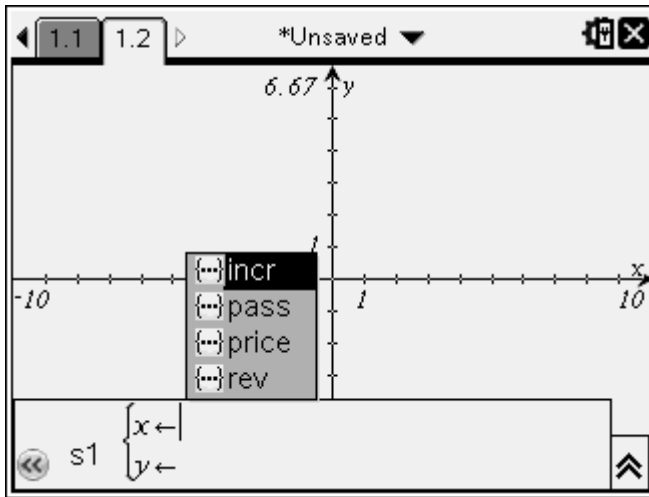 1.1 1.2 *Unsaved
6.67 y
1
x
-10 1 10
incr
pass
price
rev
s1
x←
y←